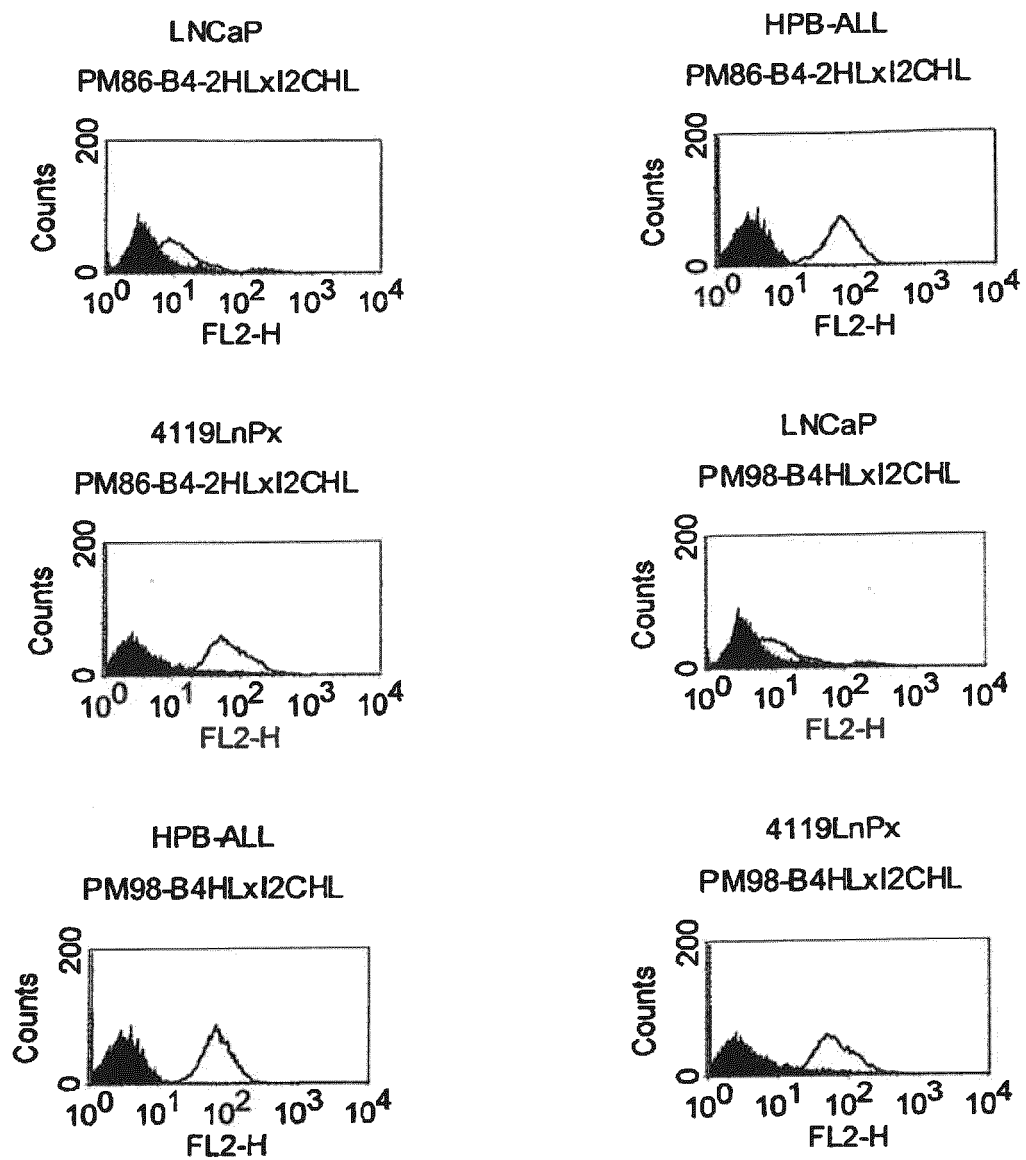 LNCaP
PM86-B4-2HLxI2CHL
200
Counts
0
10^0 10^1 10^2 10^3 10^4
FL2-H
HPB-ALL
PM86-B4-2HLxI2CHL
200
Counts
0
10^0 10^1 10^2 10^3 10^4
FL2-H
4119LnPx
PM86-B4-2HLxI2CHL
200
Counts
0
10^0 10^1 10^2 10^3 10^4
FL2-H
LNCaP
PM98-B4HLxI2CHL
200
Counts
0
10^0 10^1 10^2 10^3 10^4
FL2-H
HPB-ALL
PM98-B4HLxI2CHL
200
Counts
0
10^0 10^1 10^2 10^3 10^4
FL2-H
4119LnPx
PM98-B4HLxI2CHL
200
Counts
0
10^0 10^1 10^2 10^3 10^4
FL2-H